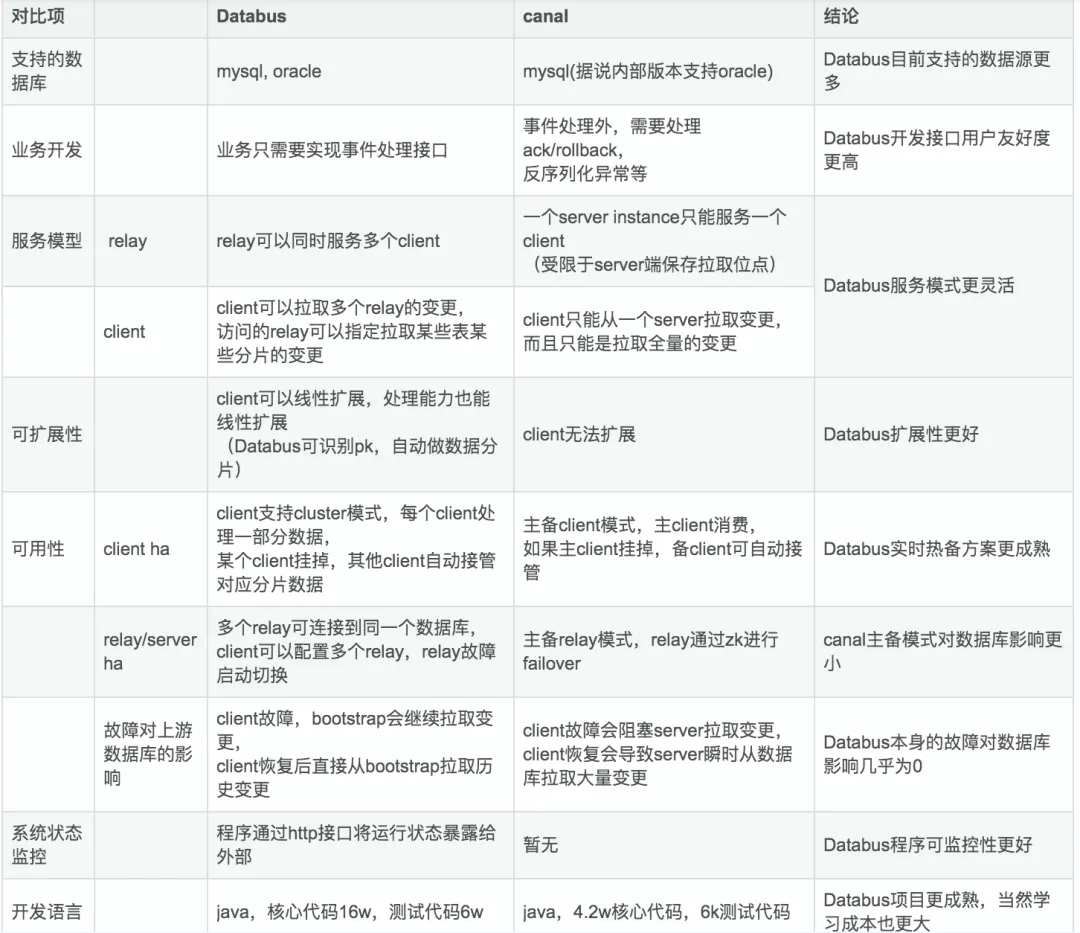 对比项
Databus
canal
结论
支持的数
据库
mysql, oracle
mysql(据说内部版本支持oracle)
Databus目前支持的数据源更
多
业务开发
业务只需要实现事件处理接口
事件处理外，需要处理
ack/rollback，
反序列化异常等
Databus开发接口用户友好度
更高
服务模型
relay
relay可以同时服务多个client
一个server instance只能服务一个
client
（受限于server端保存拉取位点）
Databus服务模式更灵活
client
client可以拉取多个relay的变更，
访问的relay可以指定拉取某些表某
些分片的变更
client只能从一个server拉取变更，
而且只能是拉取全量的变更
可扩展性
client可以线性扩展，处理能力也能
线性扩展
（Databus可识别pk，自动做数据分
片）
client无法扩展
Databus扩展性更好
可用性
client ha
client支持cluster模式，每个client处
理一部分数据，
某个client挂掉，其他client自动接管
对应分片数据
主备client模式，主client消费，
如果主client挂掉，备client可自动接
管
Databus实时热备方案更成熟
relay/server
ha
多个relay可连接到同一个数据库，
client可以配置多个relay，relay故障
启动切换
主备relay模式，relay通过zk进行
failover
canal主备模式对数据库影响更
小
故障对上游
数据库的影
响
client故障，bootstrap会继续拉取变
更，
client恢复后直接从bootstrap拉取历
史变更
client故障会阻塞server拉取变更，
client恢复会导致server瞬时从数据
库拉取大量变更
Databus本身的故障对数据库
影响几乎为0
系统状态
监控
程序通过http接口将运行状态暴露给
外部
暂无
Databus程序可监控性更好
开发语言
java，核心代码16w，测试代码6w
java，4.2w核心代码，6k测试代码
Databus项目更成熟，当然学
习成本也更大